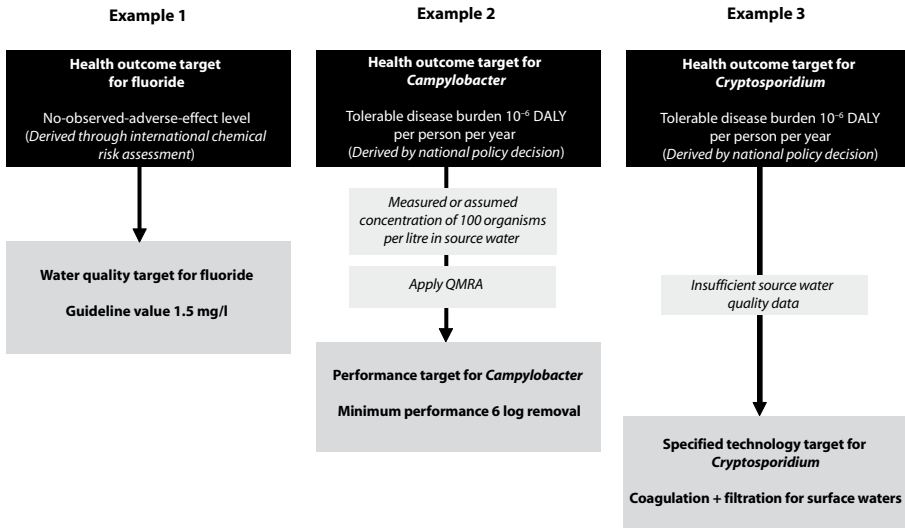 Example 1
Health outcome target
for fluoride
No-observed-adverse-effect level
(Derived through international chemical
risk assessment)
Water quality target for fluoride
Guideline value 1.5 mg/l
Example 2
Health outcome target for
Campylobacter
Tolerable disease burden 10⁻⁶ DALY
per person per year
(Derived by national policy decision)
Measured or assumed
concentration of 100 organisms
per litre in source water
Apply QMRA
Performance target for Campylobacter
Minimum performance 6 log removal
Example 3
Health outcome target for
Cryptosporidium
Tolerable disease burden 10⁻⁶ DALY
per person per year
(Derived by national policy decision)
Insufficient source water
quality data
Specified technology target for
Cryptosporidium
Coagulation + filtration for surface waters